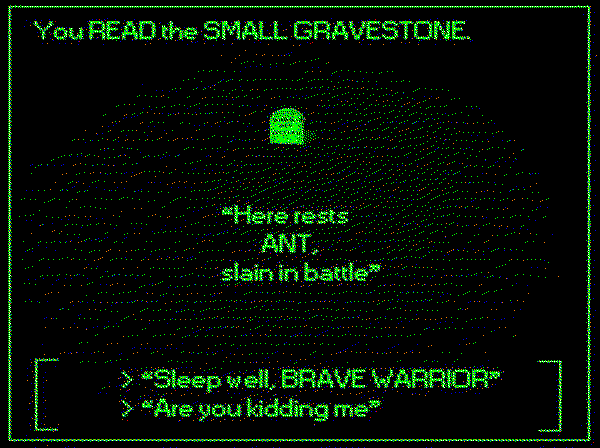 You READ the SMALL GRAVESTONE.
"Here rests
ANT,
slain in battle"
> "Sleep well, BRAVE WARRIOR"
> "Are you kidding me"